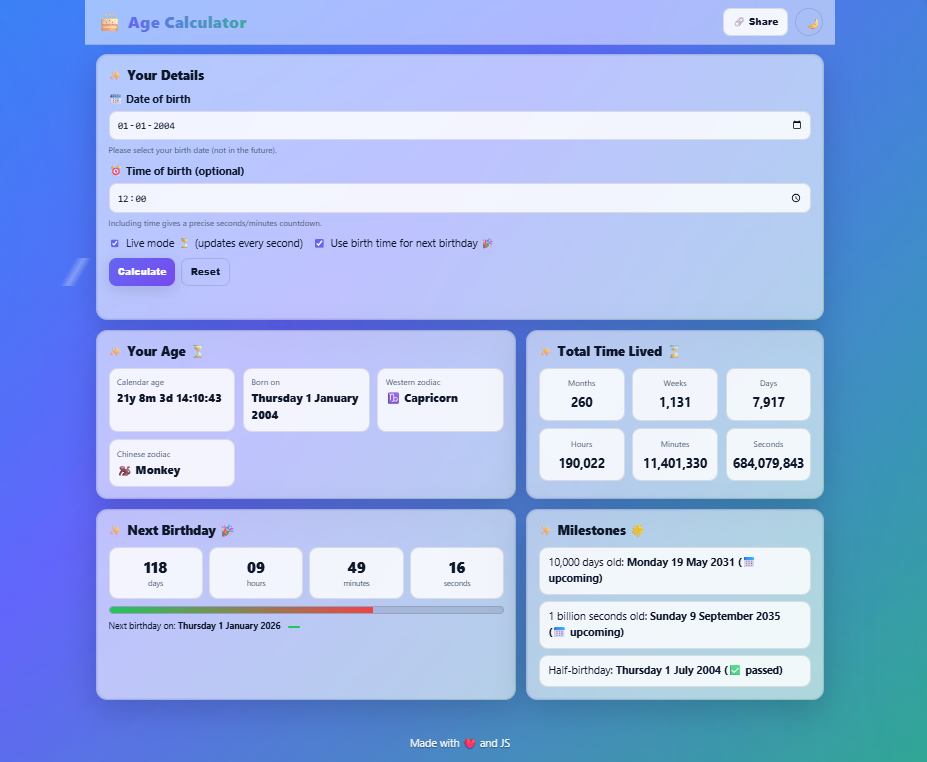 Age Calculator
Share
Your Details
Date of birth
01-01-2004
Please select your birth date (not in the future).
Time of birth (optional)
12:00
Including time gives a precise seconds/minutes countdown.
Live mode ⏳ (updates every second) Use birth time for next birthday 🎉
Calculate Reset
Your Age ⏳
Calendar age
21y 8m 3d 14:10:43
Born on
Thursday 1 January
2004
Western zodiac
♑ Capricorn
Chinese zodiac
🐒 Monkey
Total Time Lived ⏳
Months
260
Weeks
1,131
Days
7,917
Hours
190,022
Minutes
11,401,330
Seconds
684,079,843
Next Birthday 🎉
118
days
09
hours
49
minutes
16
seconds
Next birthday on: Thursday 1 January 2026
Milestones 🌟
10,000 days old: Monday 19 May 2031 (📅
upcoming)
1 billion seconds old: Sunday 9 September 2035
(📅 upcoming)
Half-birthday: Thursday 1 July 2004 (✅ passed)
Made with ❤️ and JS